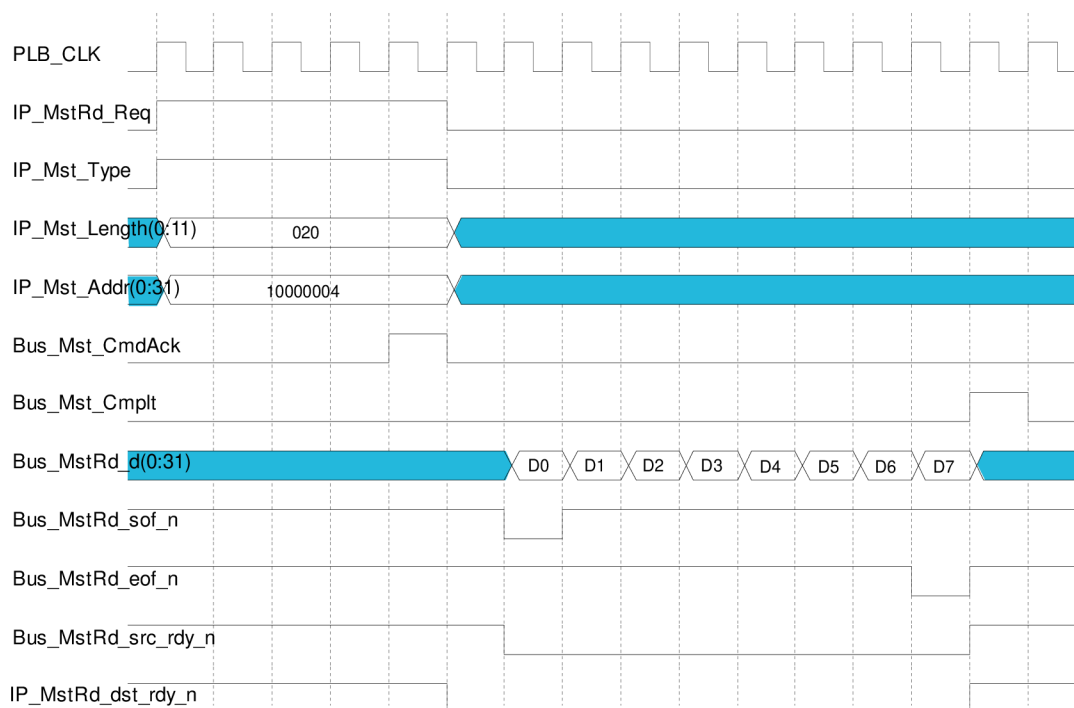 PLB_CLK
IP_MstRd_Req
IP_Mst_Type
IP_Mst_Length(0:11)
020
IP_Mst_Addr(0:31)
10000004
Bus_Mst_CmdAck
Bus_Mst_Cmplt
Bus_MstRd_d(0:31)
D0 D1 D2 D3 D4 D5 D6 D7
Bus_MstRd_sof_n
Bus_MstRd_eof_n
Bus_MstRd_src_rdy_n
IP_MstRd_dst_rdy_n